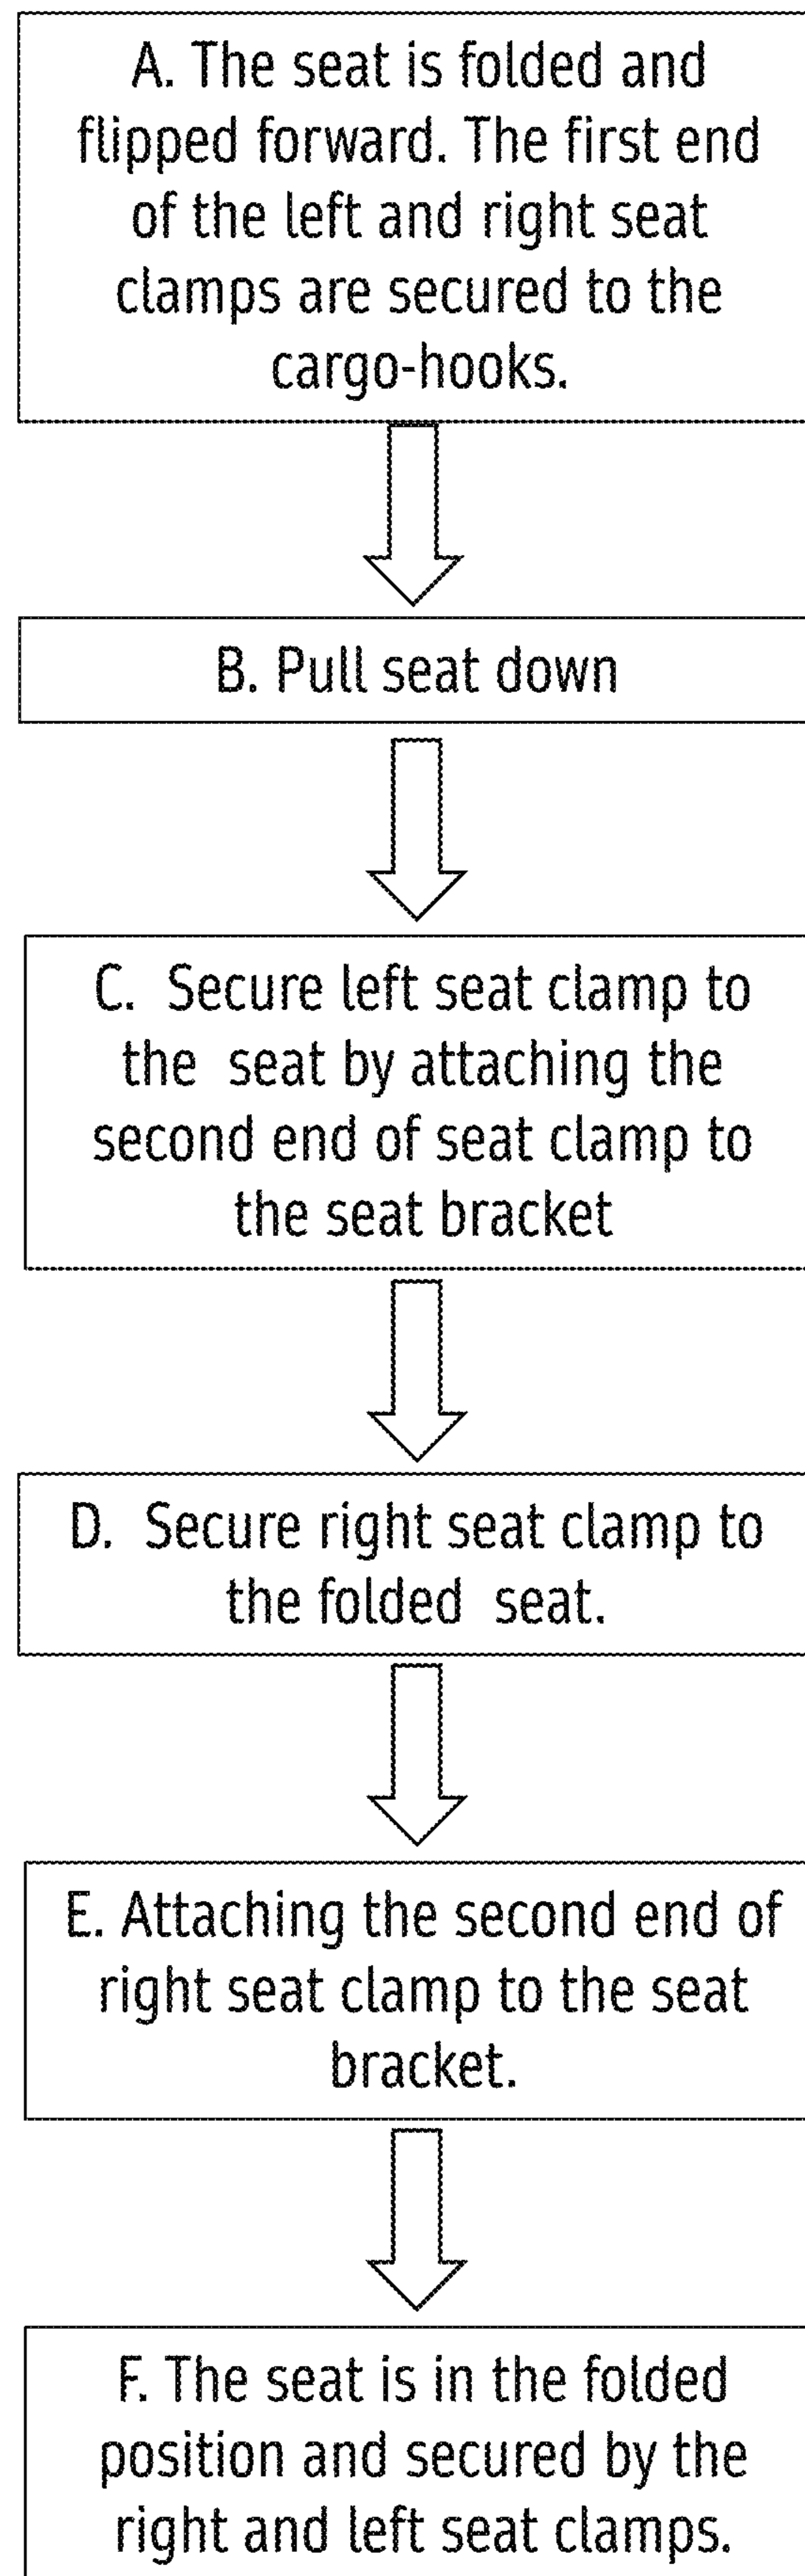 A. The seat is folded and
flipped forward. The first end
of the left and right seat
clamps are secured to the
cargo-hooks.
B. Pull seat down
C. Secure left seat clamp to
the seat by attaching the
second end of seat clamp to
the seat bracket
D. Secure right seat clamp to
the folded seat.
E. Attaching the second end of
right seat clamp to the seat
bracket.
F. The seat is in the folded
position and secured by the
right and left seat clamps.